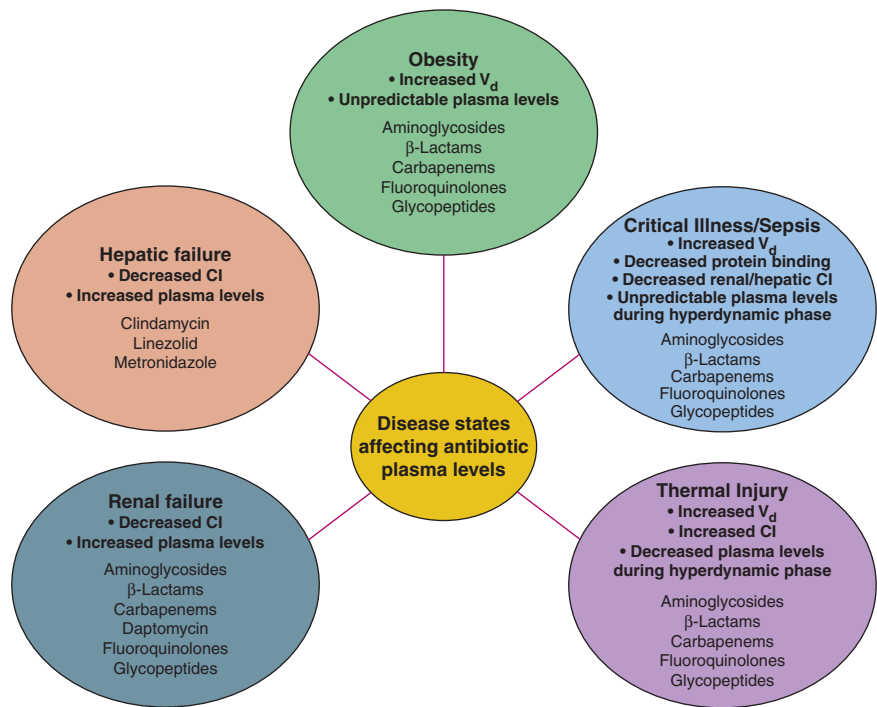 Obesity
• Increased Vd
• Unpredictable plasma levels
Aminoglycosides
β-Lactams
Carbapenems
Fluoroquinolones
Glycopeptides
Hepatic failure
• Decreased Cl
• Increased plasma levels
Clindamycin
Linezolid
Metronidazole
Critical Illness/Sepsis
• Increased Vd
• Decreased protein binding
• Decreased renal/hepatic Cl
• Unpredictable plasma levels
during hyperdynamic phase
Aminoglycosides
β-Lactams
Carbapenems
Fluoroquinolones
Glycopeptides
Disease states
affecting antibiotic
plasma levels
Renal failure
• Decreased Cl
• Increased plasma levels
Aminoglycosides
β-Lactams
Carbapenems
Daptomycin
Fluoroquinolones
Glycopeptides
Thermal Injury
• Increased Vd
• Increased Cl
• Decreased plasma levels
during hyperdynamic phase
Aminoglycosides
β-Lactams
Carbapenems
Fluoroquinolones
Glycopeptides